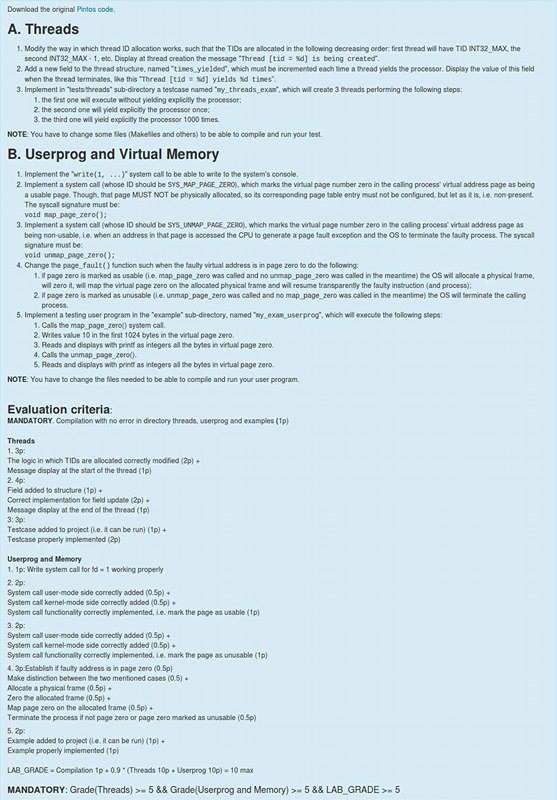 Download the original Pintos code.
A. Threads
1. Modify the way in which thread ID allocation works, such that the TIDs are allocated in the following decreasing order: first thread will have TID INT32_MAX, the
second INT32_MAX - 1, etc. Display at thread creation the message "Thread [tid = %d] is being created".
2. Add a new field to the thread structure, named "times_yielded", which must be incremented each time a thread yields the processor. Display the value of this field
when the thread terminates, like this "Thread [tid = %d] yields %d times".
3. Implement in "tests/threads" sub-directory a testcase named "my_threads_exam", which will create 3 threads performing the following steps:
1. the first one will execute without yielding explicitly the processor;
2. the second one will yield explicitly the processor once;
3. the third one will yield explicitly the processor 1000 times.
NOTE: You have to change some files (Makefiles and others) to be able to compile and run your test.
B. Userprog and Virtual Memory
1. Implement the "write(1, ...)" system call to be able to write to the system's console.
2. Implement a system call (whose ID should be SYS_MAP_PAGE_ZERO), which marks the virtual page number zero in the calling process' virtual address page as being
a usable page. Though, that page MUST NOT be physically allocated, so its corresponding page table entry must not be configured, but let as it is, i.e. non-present.
The syscall signature must be:
void map_page_zero();
3. Implement a system call (whose ID should be SYS_UNMAP_PAGE_ZERO), which marks the virtual page number zero in the calling process' virtual address page as
being non-usable, i.e. when an address in that page is accessed the CPU to generate a page fault exception and the OS to terminate the faulty process. The syscall
signature must be:
void unmap_page_zero();
4. Change the page_fault() function such when the faulty virtual address is in page zero to do the following:
1. if page zero is marked as usable (i.e. map_page_zero was called and no unmap_page_zero was called in the meantime) the OS will allocate a physical frame,
will zero it, will map the virtual page zero on the allocated physical frame and will resume transparently the faulty instruction (and process);
2. if page zero is marked as unusable (i.e. unmap_page_zero was called and no map_page_zero was called in the meantime) the OS will terminate the calling
process.
5. Implement a testing user program in the "example" sub-directory, named "my_exam_userprog", which will execute the following steps:
1. Calls the map_page_zero() system call.
2. Writes value 10 in the first 1024 bytes in the virtual page zero.
3. Reads and displays with printf as integers all the bytes in virtual page zero.
4. Calls the unmap_page_zero().
5. Reads and displays with printf as integers all the bytes in virtual page zero.
NOTE: You have to change the files needed to be able to compile and run your user program.
Evaluation criteria:
MANDATORY. Compilation with no error in directory threads, userprog and examples (1p)
Threads
1. 3p:
The logic in which TIDs are allocated correctly modified (2p) +
Message display at the start of the thread (1p)
2. 4p:
Field added to structure (1p) +
Correct implementation for field update (2p) +
Message display at the end of the thread (1p)
3: 3p:
Testcase added to project (i.e. it can be run) (1p) +
Testcase properly implemented (2p)
Userprog and Memory
1. 1p: Write system call for fd = 1 working properly
2. 2p:
System call user-mode side correctly added (0.5p) +
System call kernel-mode side correctly added (0.5p) +
System call functionality correctly implemented, i.e. mark the page as usable (1p)
3. 2p:
System call user-mode side correctly added (0.5p) +
System call kernel-mode side correctly added (0.5p) +
System call functionality correctly implemented, i.e. mark the page as unusable (1p)
4. 3p:Establish if faulty address is in page zero (0.5p)
Make distinction between the two mentioned cases (0.5) +
Allocate a physical frame (0.5p) +
Zero the allocated frame (0.5p) +
Map page zero on the allocated frame (0.5p) +
Terminate the process if not page zero or page zero marked as unusable (0.5p)
5. 2p:
Example added to project (i.e. it can be run) (1p) +
Example properly implemented (1p)
LAB_GRADE = Compilation 1p + 0.9 * (Threads 10p + Userprog 10p) = 10 max
MANDATORY: Grade(Threads) >= 5 && Grade(Userprog and Memory) >= 5 && LAB_GRADE >= 5